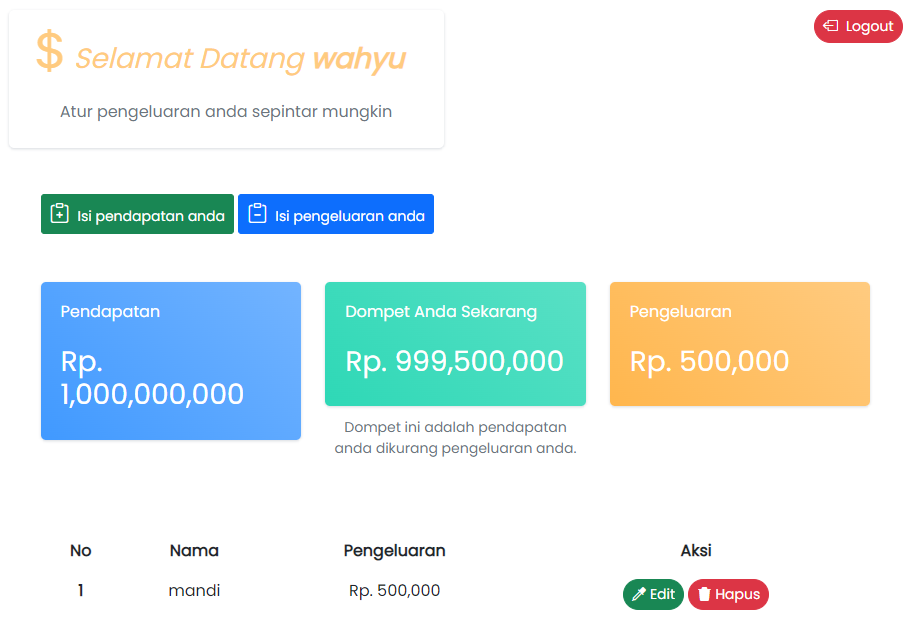 $ Selamat Datang wahyu
Logout
Atur pengeluaran anda sepintar mungkin
Isi pendapatan anda
Isi pengeluaran anda
Pendapatan
Rp.
1,000,000,000
Dompet Anda Sekarang
Rp. 999,500,000
Dompet ini adalah pendapatan
anda dikurang pengeluaran anda.
Pengeluaran
Rp. 500,000
No Nama Pengeluaran Aksi
1 mandi Rp. 500,000 Edit Hapus